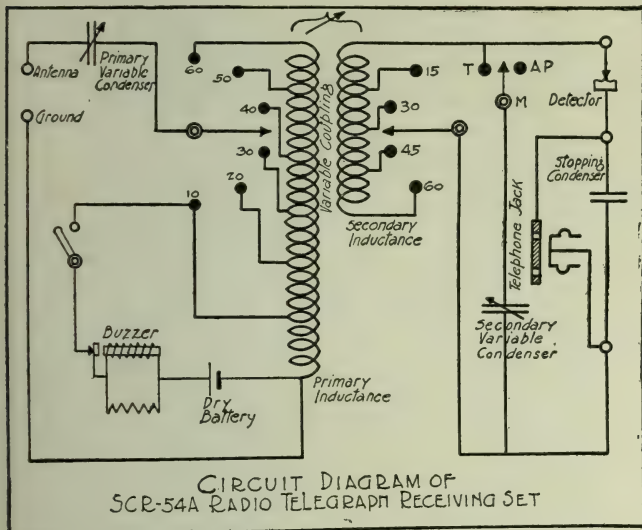 Antenna
Ground
Primary
Variable
Condenser
60
50
40
30
20
10
Variable Coupling
15
30
45
60
Secondary
Inductance
T
AP
M
Detector
Stopping
Condenser
Telephone Jack
Secondary
Variable
Condenser
Buzzer
Dry
Battery
Primary
Inductance
CIRCUIT DIAGRAM OF
SCR-54A RADIO TELEGRAPH RECEIVING SET